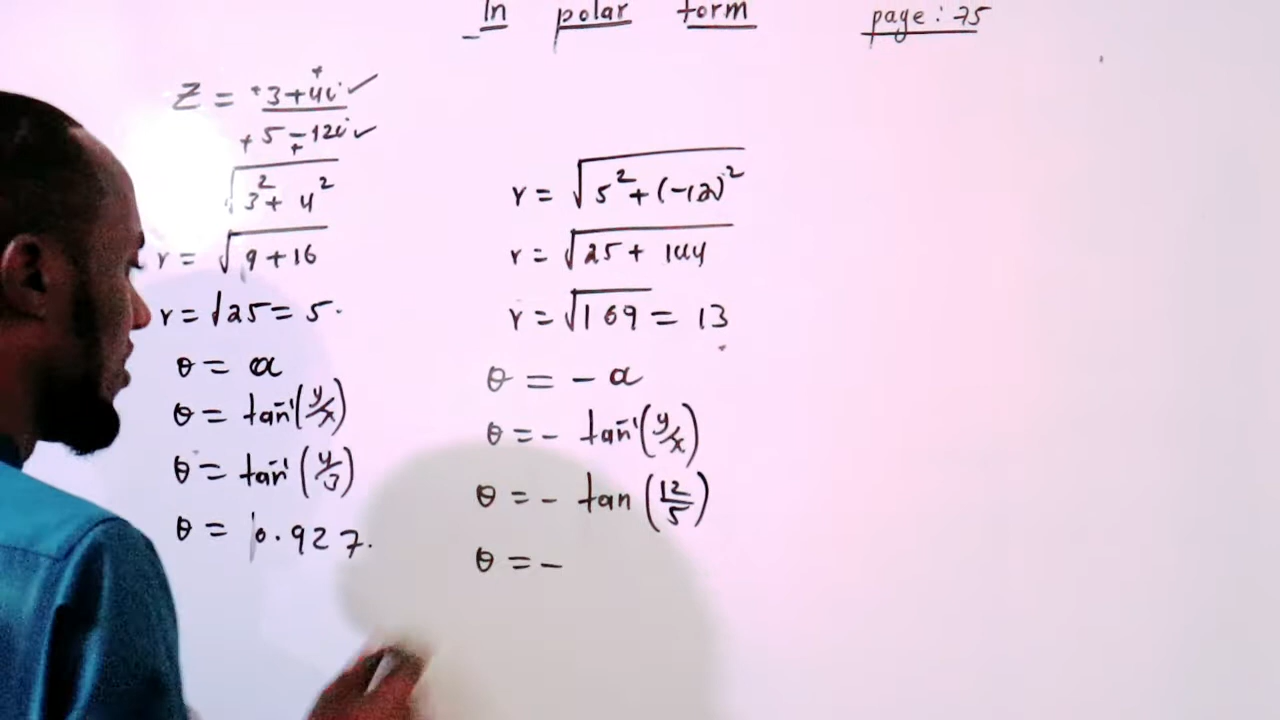 In polar form
page : 75
Z = +3++4i ✓
+5-+12i ✓
√3²+ 4²
r = √9+16
r = √25 = 5.
θ = α
θ = tan⁻¹(y/x)
θ = tan⁻¹(4/3)
θ = 0.927.
r = √5²+(-12)²
r = √25 + 144
r = √169 = 13
θ = - α
θ = - tan⁻¹(y/x)
θ = - tan (12/5)
θ = -